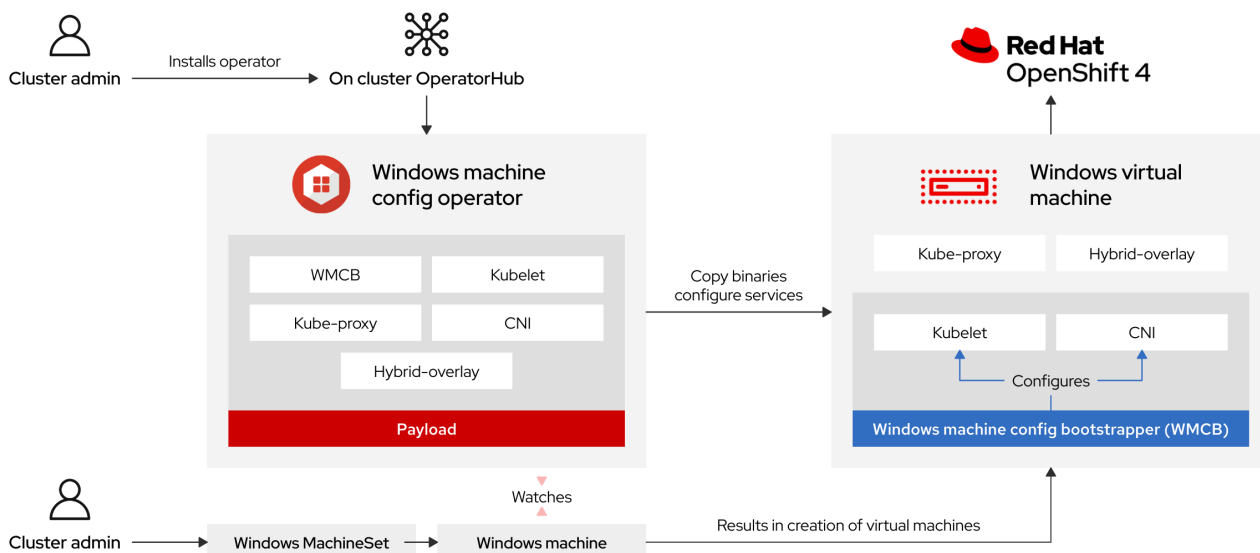 Cluster admin
Installs operator
On cluster OperatorHub
Red Hat
OpenShift 4
Windows machine
config operator
WMCB
Kubelet
Kube-proxy
CNI
Hybrid-overlay
Payload
Copy binaries
configure services
Windows virtual
machine
Kube-proxy
Hybrid-overlay
Kubelet
CNI
Configures
Windows machine config bootstrapper (WMCB)
Watches
Cluster admin
Windows MachineSet
Windows machine
Results in creation of virtual machines